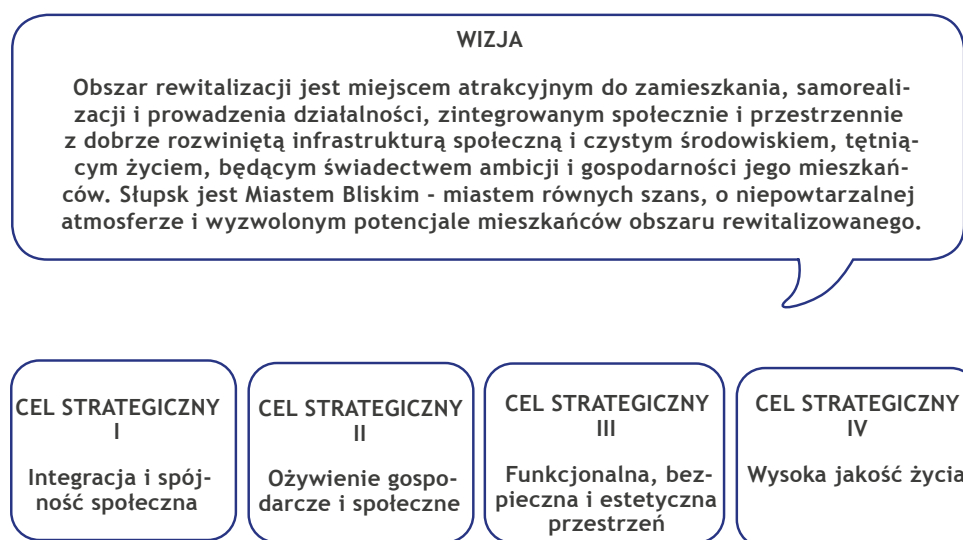 WIZJA
Obszar rewitalizacji jest miejscem atrakcyjnym do zamieszkania, samoreali-
zacji i prowadzenia działalności, zintegrowanym społecznie i przestrzennie
z dobrze rozwiniętą infrastrukturą społeczną i czystym środowiskiem, tętnią-
cym życiem, będącym świadectwem ambicji i gospodarności jego mieszkań-
ców. Słupsk jest Miastem Bliskim - miastem równych szans, o niepowtarzalnej
atmosferze i wyzwolonym potencjale mieszkańców obszaru rewitalizowanego.
CEL STRATEGICZNY
I
Integracja i spój-
ność społeczna
CEL STRATEGICZNY
II
Ożywienie gospo-
darcze i społeczne
CEL STRATEGICZNY
III
Funkcjonalna, bez-
pieczna i estetyczna
przestrzeń
CEL STRATEGICZNY
IV
Wysoka jakość życia